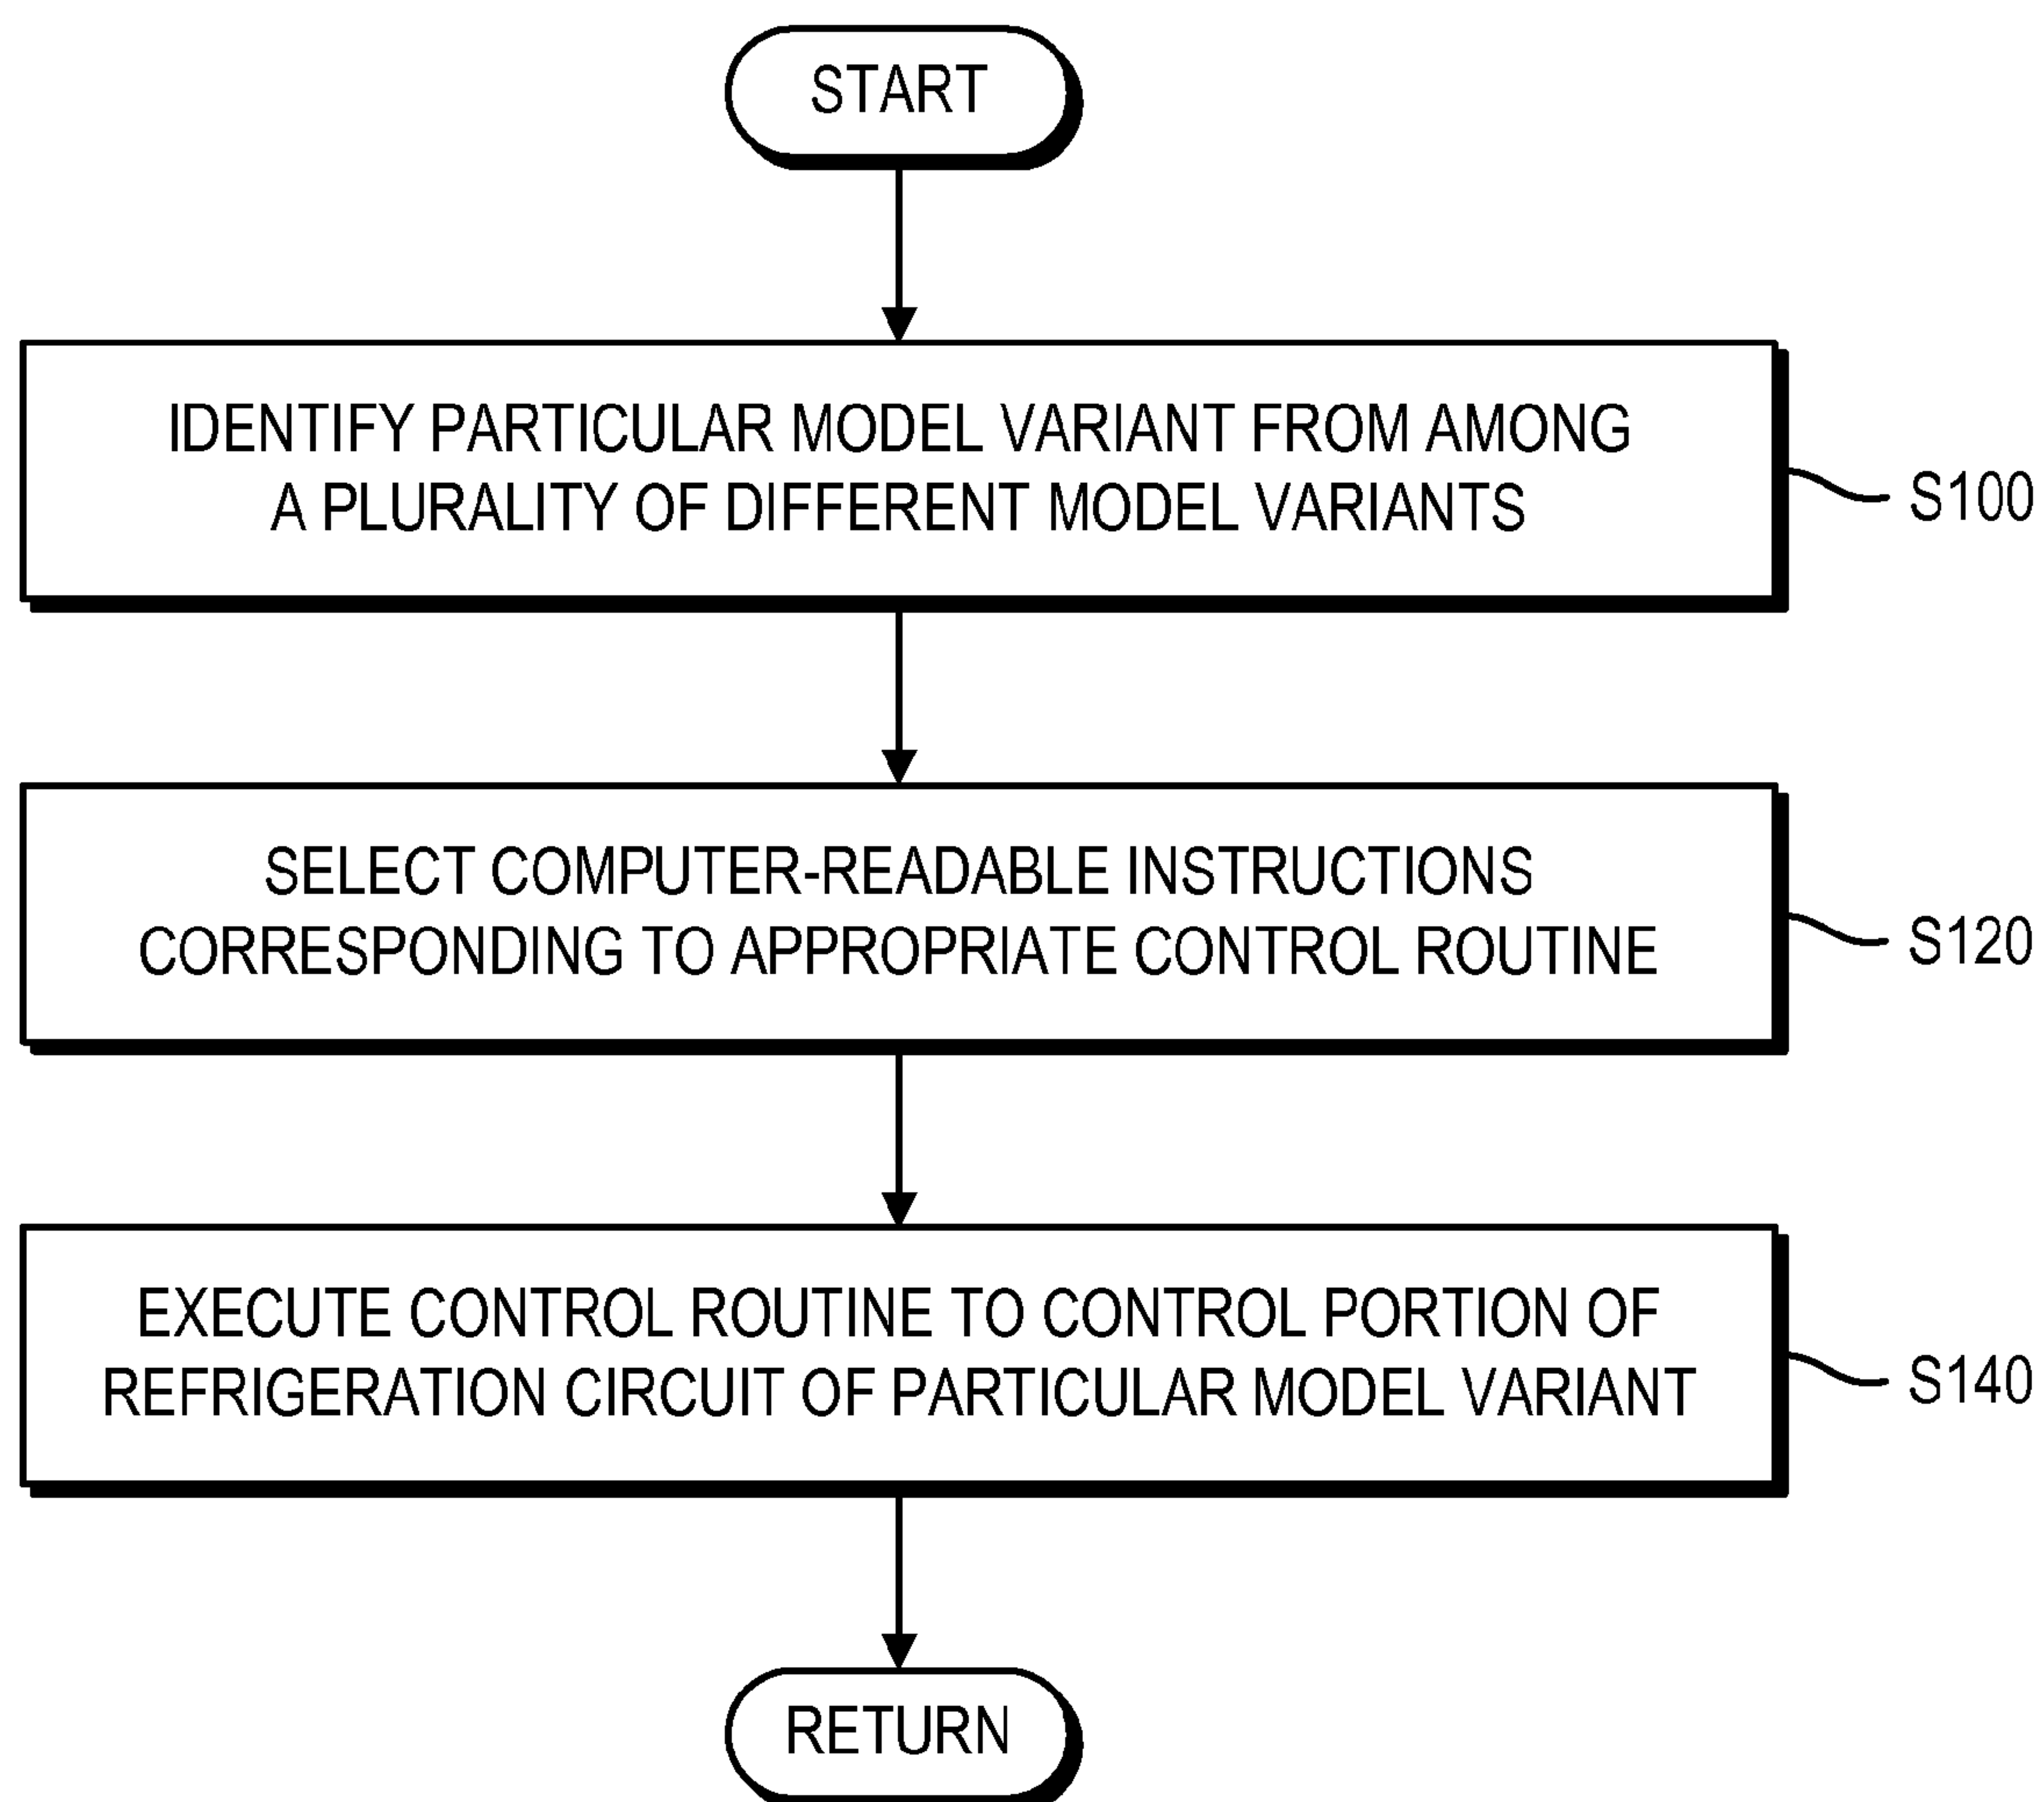 START
IDENTIFY PARTICULAR MODEL VARIANT FROM AMONG
A PLURALITY OF DIFFERENT MODEL VARIANTS
S100
SELECT COMPUTER-READABLE INSTRUCTIONS
CORRESPONDING TO APPROPRIATE CONTROL ROUTINE
S120
EXECUTE CONTROL ROUTINE TO CONTROL PORTION OF
REFRIGERATION CIRCUIT OF PARTICULAR MODEL VARIANT
S140
RETURN